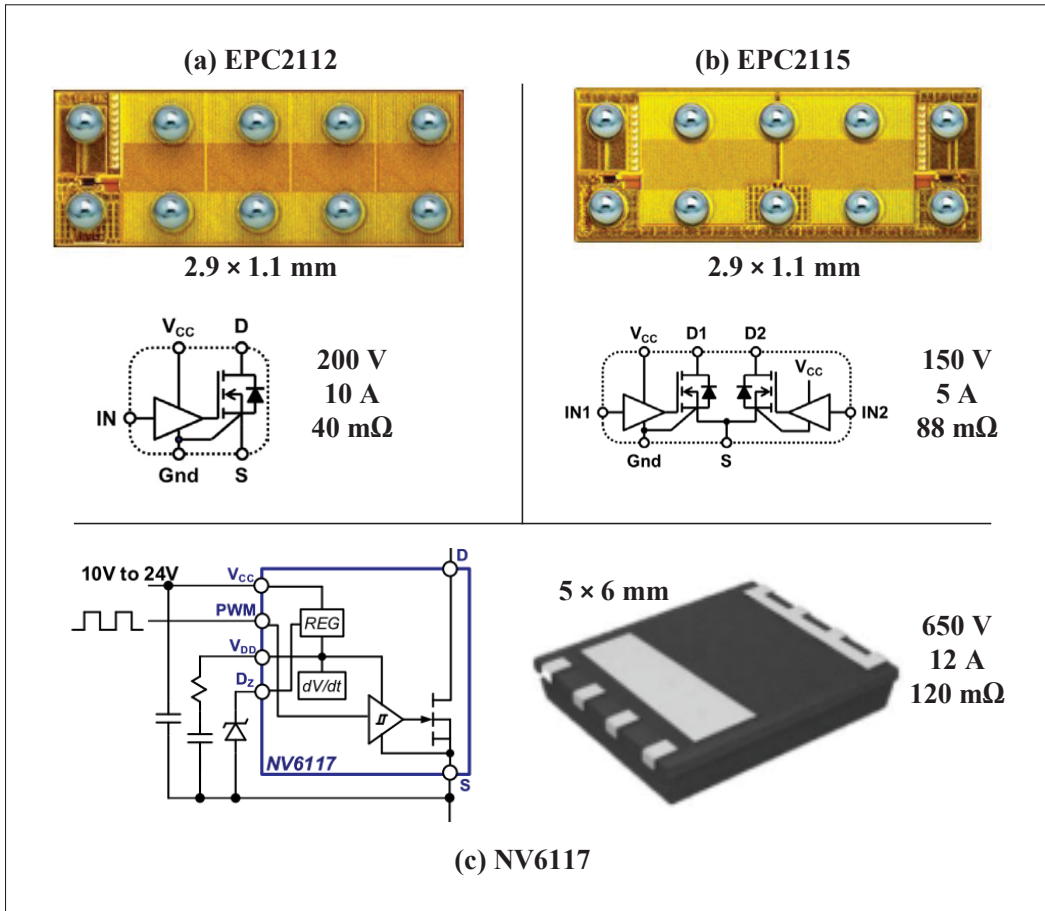 (a) EPC2112
2.9 × 1.1 mm
V_CC
D
IN
Gnd
S
200 V
10 A
40 mΩ
(b) EPC2115
2.9 × 1.1 mm
V_CC
D1
D2
V_CC
IN1
IN2
Gnd
S
150 V
5 A
88 mΩ
10V to 24V
V_CC
PWM
V_DD
D_Z
REG
dV/dt
NV6117
D
S
5 × 6 mm
650 V
12 A
120 mΩ
(c) NV6117